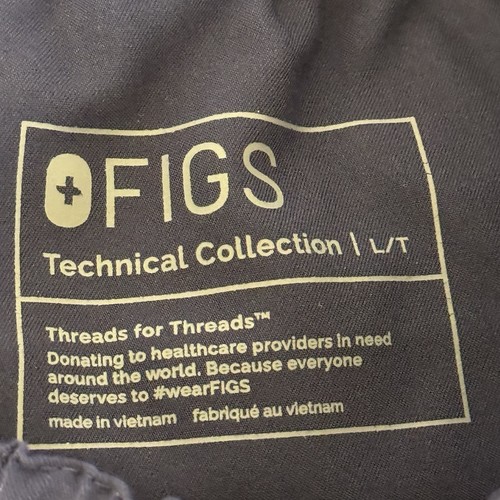 FIGS
Technical Collection | L/T
Threads for Threads™
Donating to healthcare providers in need
around the world. Because everyone
deserves to #wearFIGS
made in vietnam fabriqué au vietnam